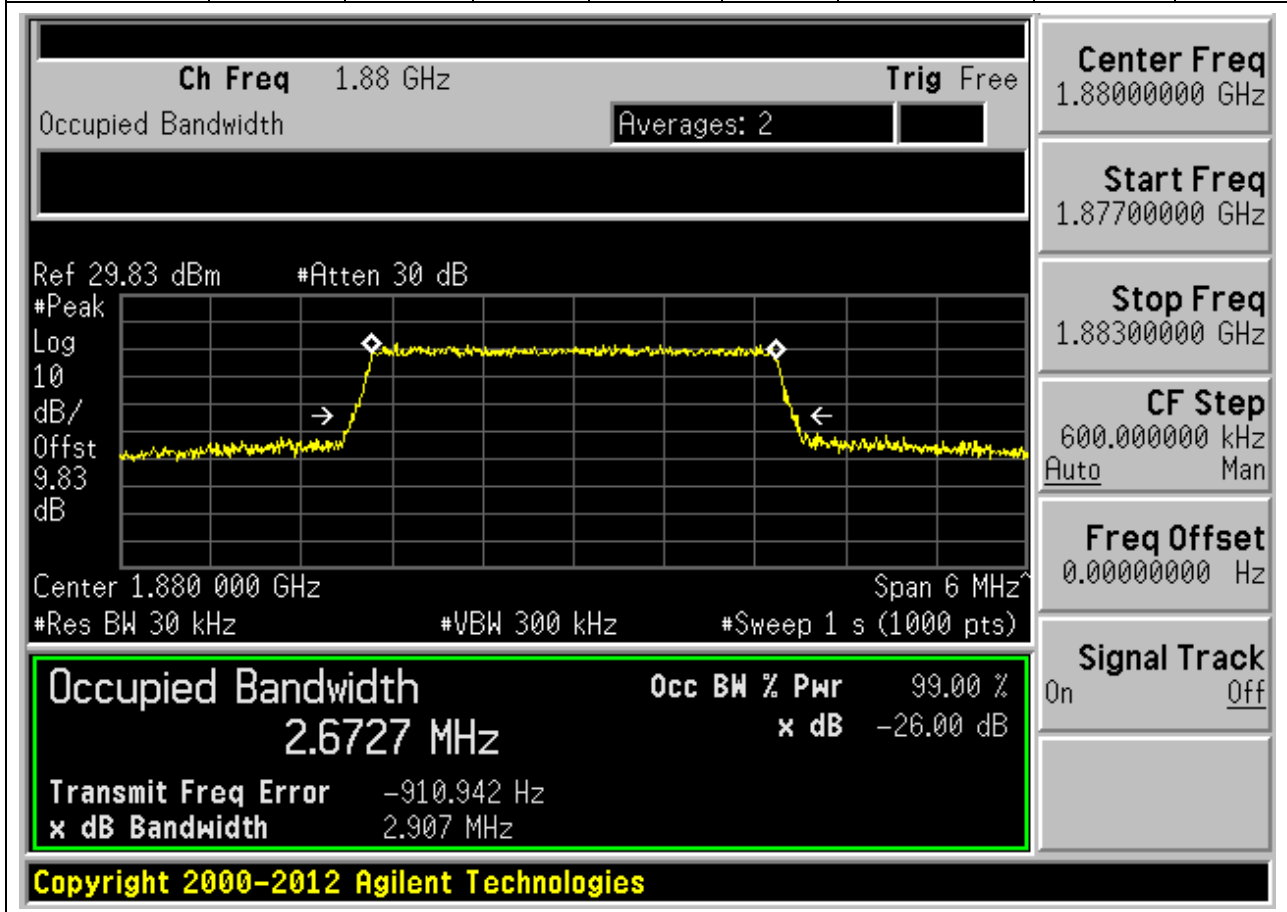 Ch Freq 1.88 GHz Trig Free
Occupied Bandwidth Averages: 2
Ref 29.83 dBm #Atten 30 dB
#Peak
Log
10
dB/
Offst
9.83
dB
Center 1.880 000 GHz Span 6 MHz^
#Res BW 30 kHz #VBW 300 kHz #Sweep 1 s (1000 pts)
Occupied Bandwidth Occ BW % Pwr 99.00 %
2.6727 MHz x dB -26.00 dB
Transmit Freq Error -910.942 Hz
x dB Bandwidth 2.907 MHz
Copyright 2000-2012 Agilent Technologies
Center Freq
1.88000000 GHz
Start Freq
1.87700000 GHz
Stop Freq
1.88300000 GHz
CF Step
600.000000 kHz
Auto Man
Freq Offset
0.00000000 Hz
Signal Track
On Off